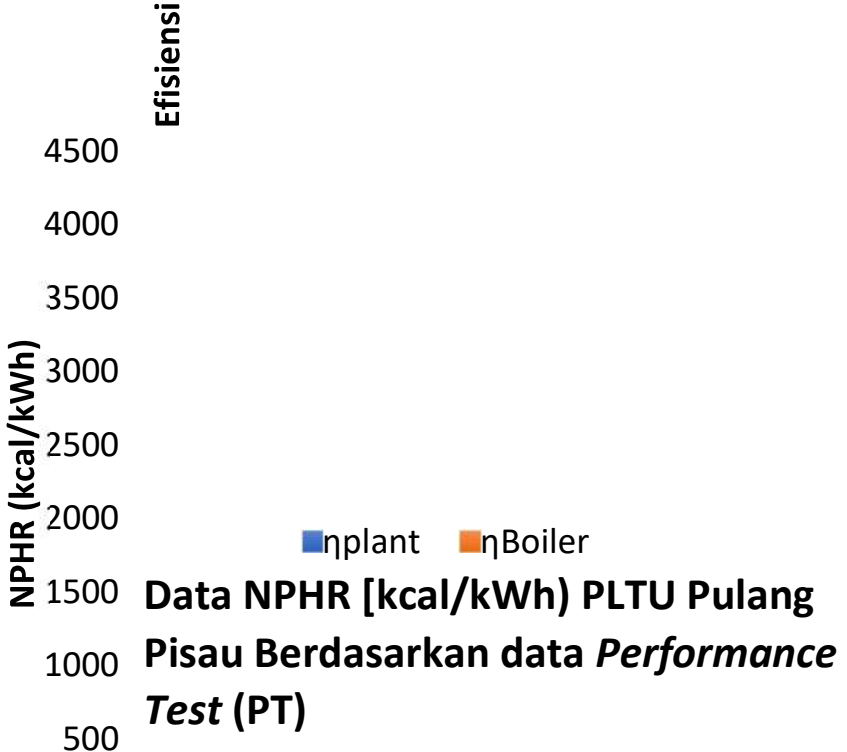 Efisiensi
4500
4000
3500
3000
2500
2000
1500
1000
500
NPHR (kcal/kWh)
ηplant ηBoiler
Data NPHR [kcal/kWh) PLTU Pulang
Pisau Berdasarkan data Performance
Test (PT)